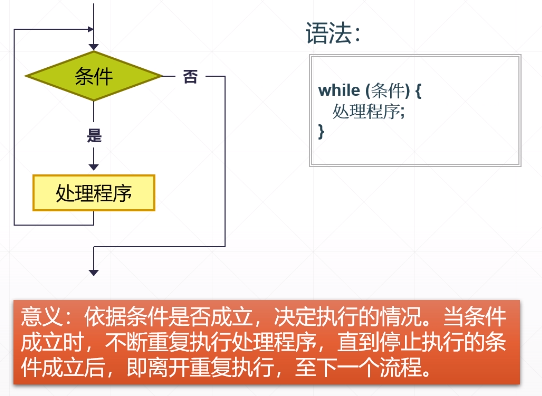 条件
否
是
处理程序
语法：
while (条件) {
处理程序;
}
意义：依据条件是否成立，决定执行的情况。当条件
成立时，不断重复执行处理程序，直到停止执行的条
件成立后，即离开重复执行，至下一个流程。